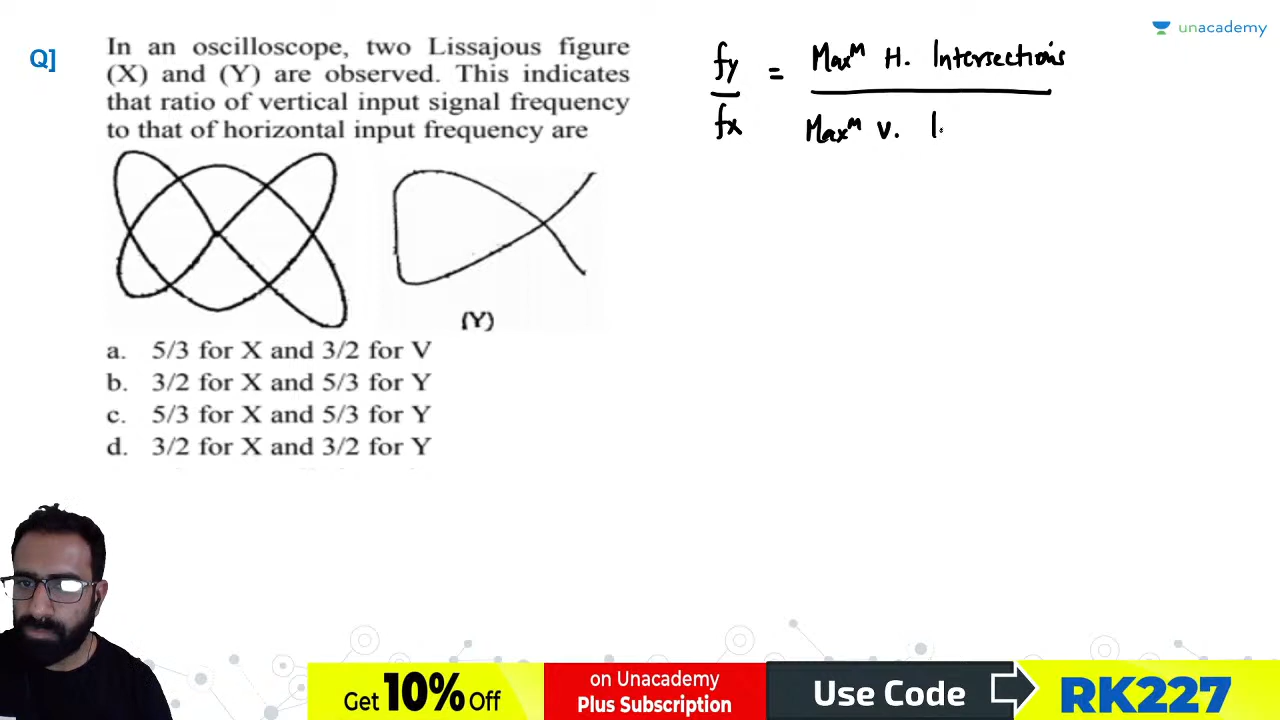 unacademy
Q]
In an oscilloscope, two Lissajous figure
(X) and (Y) are observed. This indicates
that ratio of vertical input signal frequency
to that of horizontal input frequency are
(Y)
a. 5/3 for X and 3/2 for V
b. 3/2 for X and 5/3 for Y
c. 5/3 for X and 5/3 for Y
d. 3/2 for X and 3/2 for Y
fy = Maxᴹ H. Intersections
fx Maxᴹ V. I
Get 10% Off
on Unacademy
Plus Subscription
Use Code
RK227